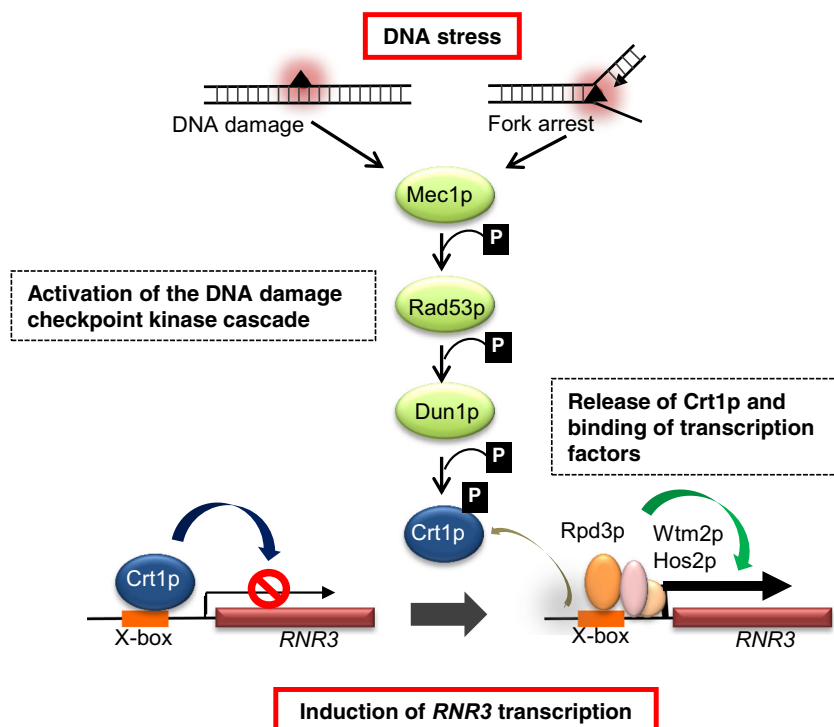 DNA stress
DNA damage
Fork arrest
Mec1p
P
Activation of the DNA damage
checkpoint kinase cascade
Rad53p
P
Dun1p
Release of Crt1p and
binding of transcription
factors
P
P
Crt1p
Crt1p
X-box
RNR3
Rpd3p
Wtm2p
Hos2p
X-box
RNR3
Induction of RNR3 transcription